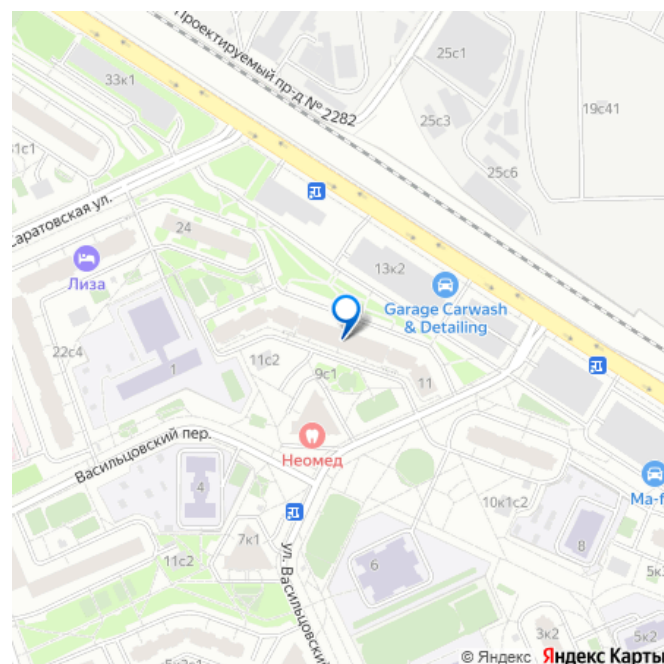 Проектируемый пр-д № 2282
25с1
19с41
33к1
25с3
25с6
31с1
Саратовская ул.
24
Лиза
13к2
Garage Carwash
& Detailing
22с4
1
11с2
9с1
11
Васильцовский пер.
Неомед
4
10к1с2
Ma-f
7к1
6
8
11с2
5к2
ул. Васильцовский
3к2
5к2
© Яндекс Яндекс Карты